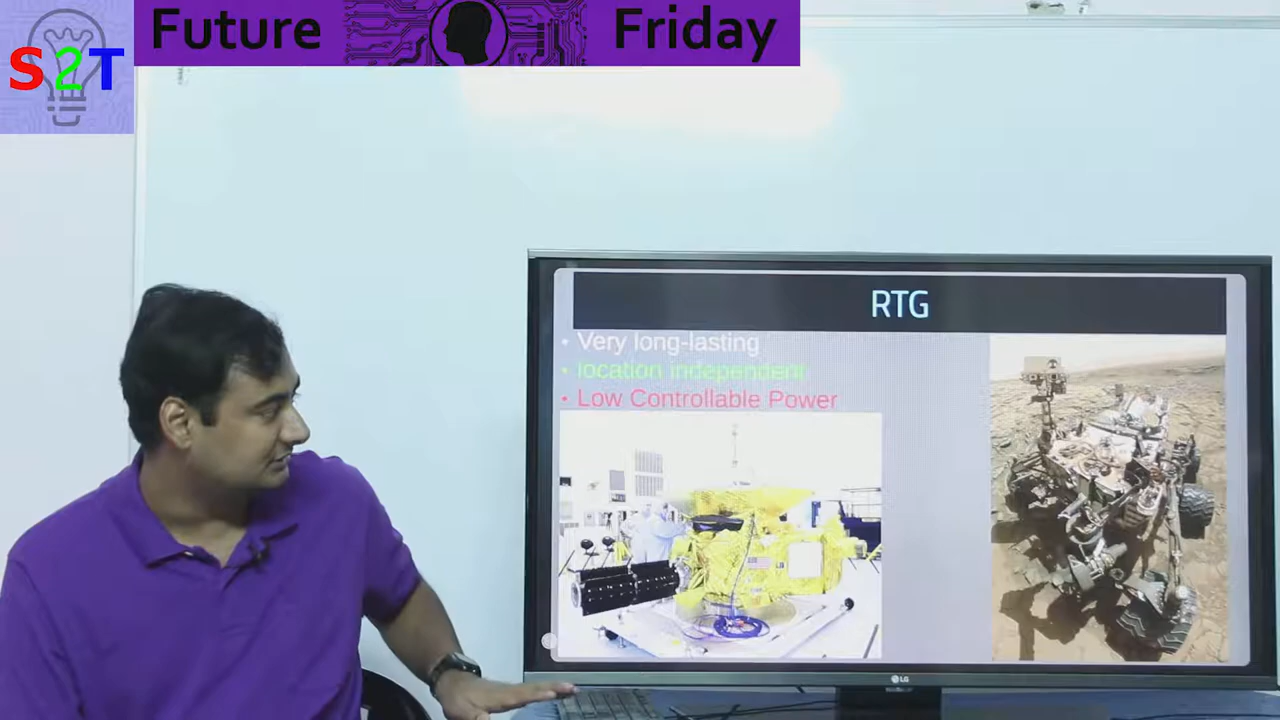 Future Friday
S2T
RTG
• Very long-lasting
• location independent
• Low Controllable Power
LG